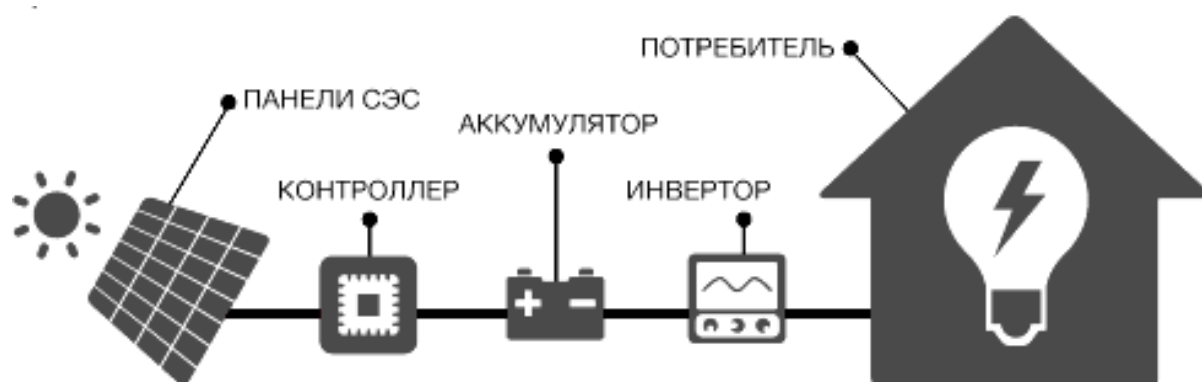 ПАНЕЛИ СЭС
КОНТРОЛЛЕР
АККУМУЛЯТОР
ИНВЕРТОР
ПОТРЕБИТЕЛЬ